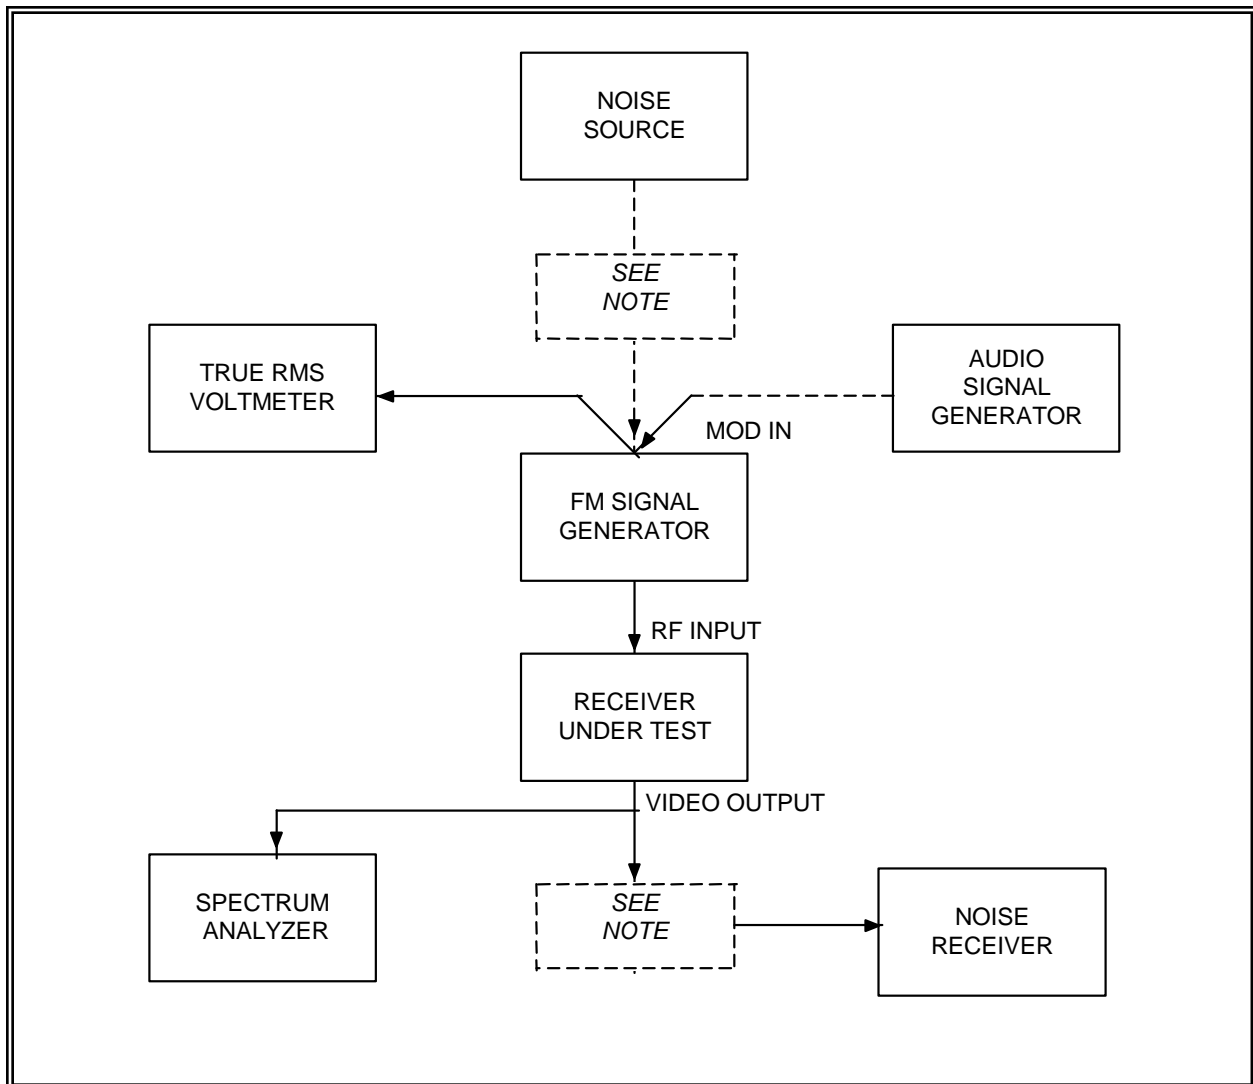 NOISE
SOURCE
SEE
NOTE
TRUE RMS
VOLTMETER
AUDIO
SIGNAL
GENERATOR
MOD IN
FM SIGNAL
GENERATOR
RF INPUT
RECEIVER
UNDER TEST
VIDEO OUTPUT
SPECTRUM
ANALYZER
SEE
NOTE
NOISE
RECEIVER